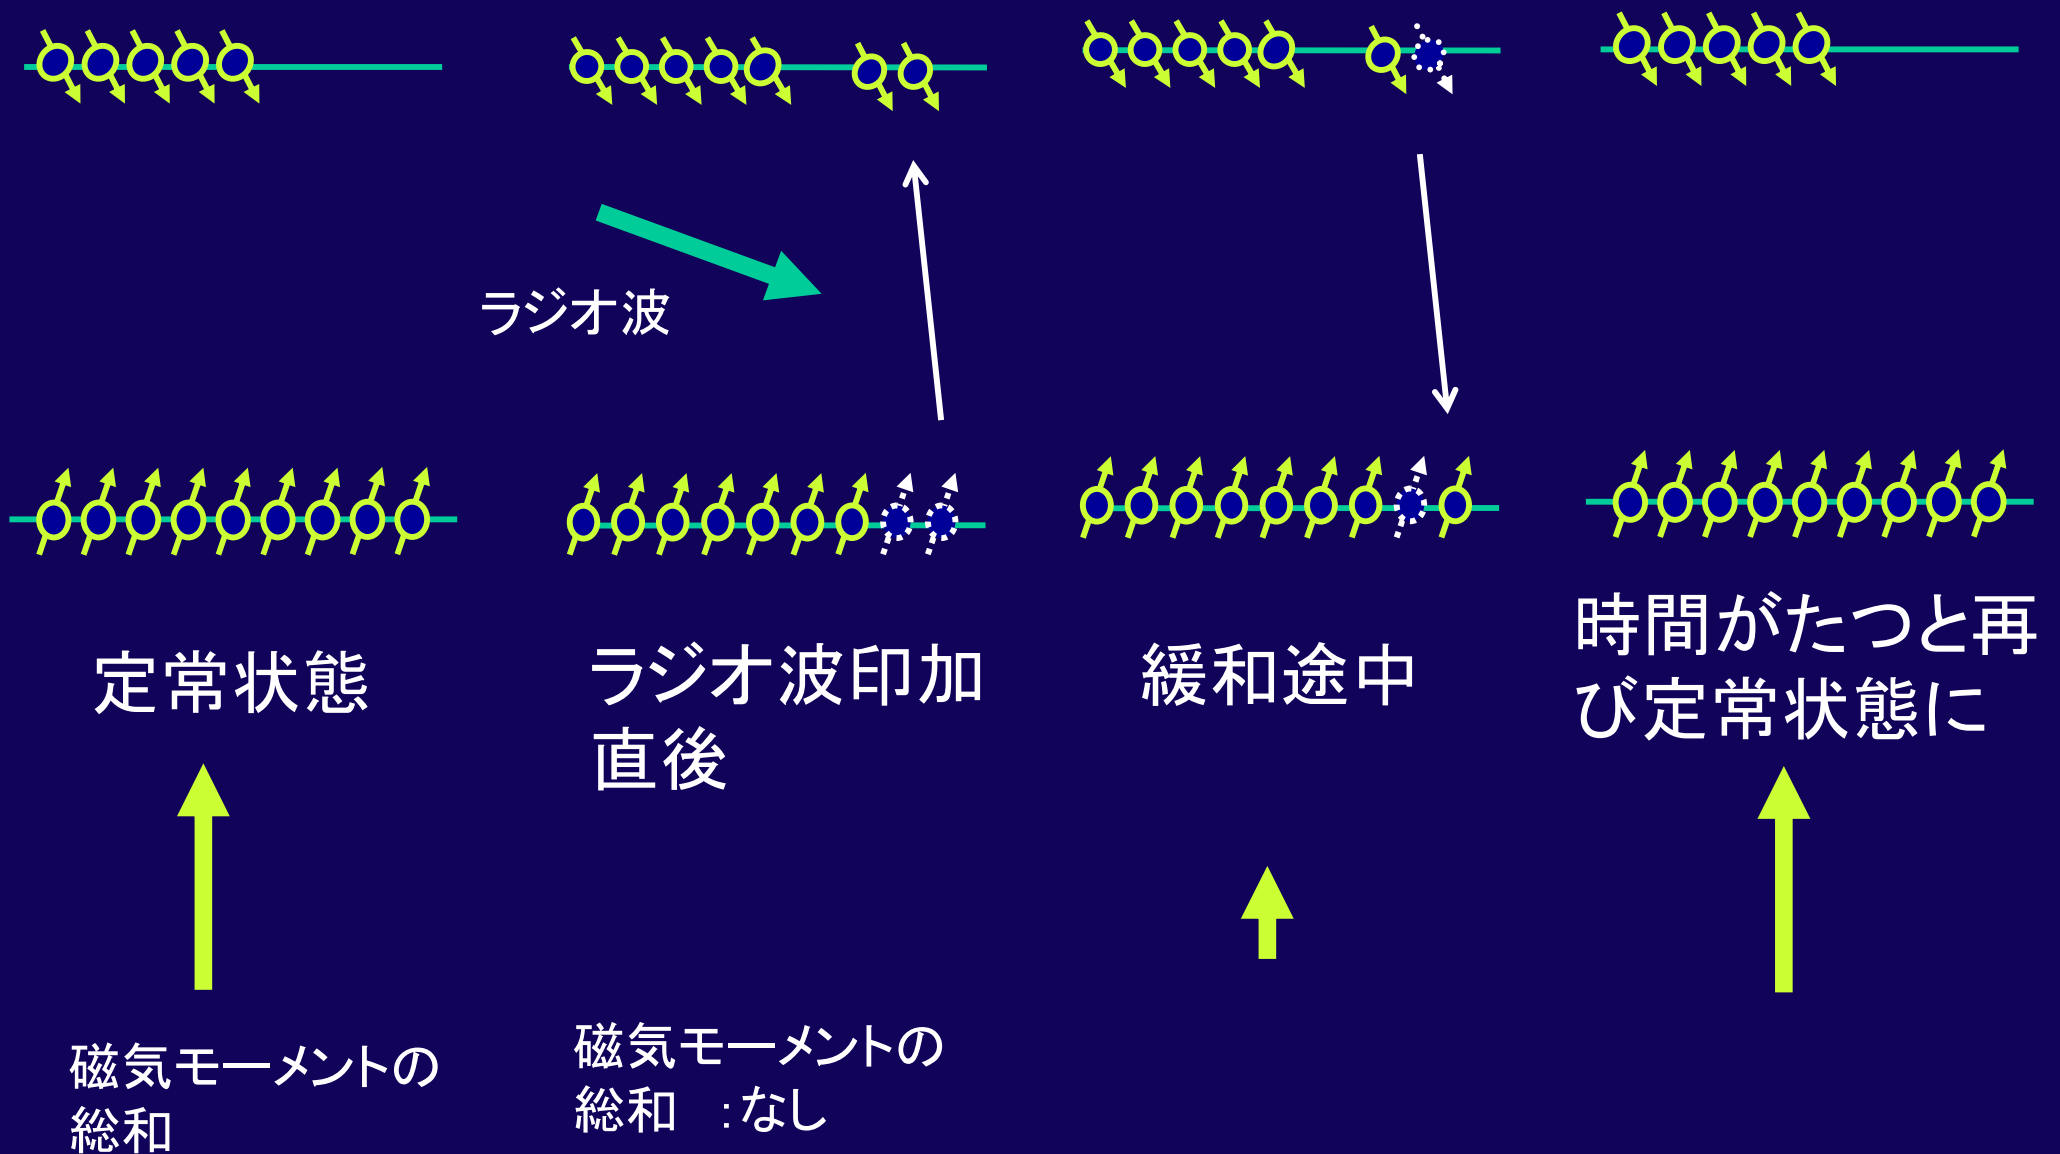 ラジオ波
定常状態
ラジオ波印加
直後
緩和途中
時間がたつと再
び定常状態に
磁気モーメントの
総和
磁気モーメントの
総和 :なし